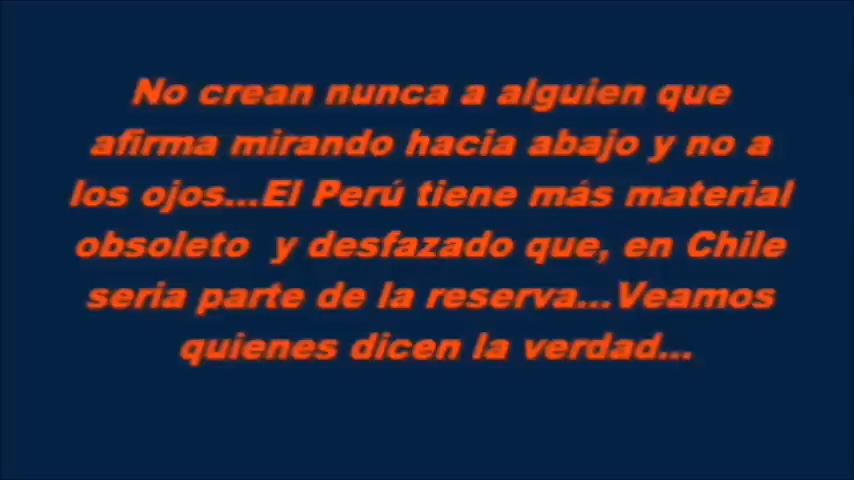 No crean nunca a alguien que
afirma mirando hacia abajo y no a
los ojos...El Perú tiene más material
obsoleto  y desfazado que, en Chile
seria parte de la reserva...Veamos
quienes dicen la verdad...